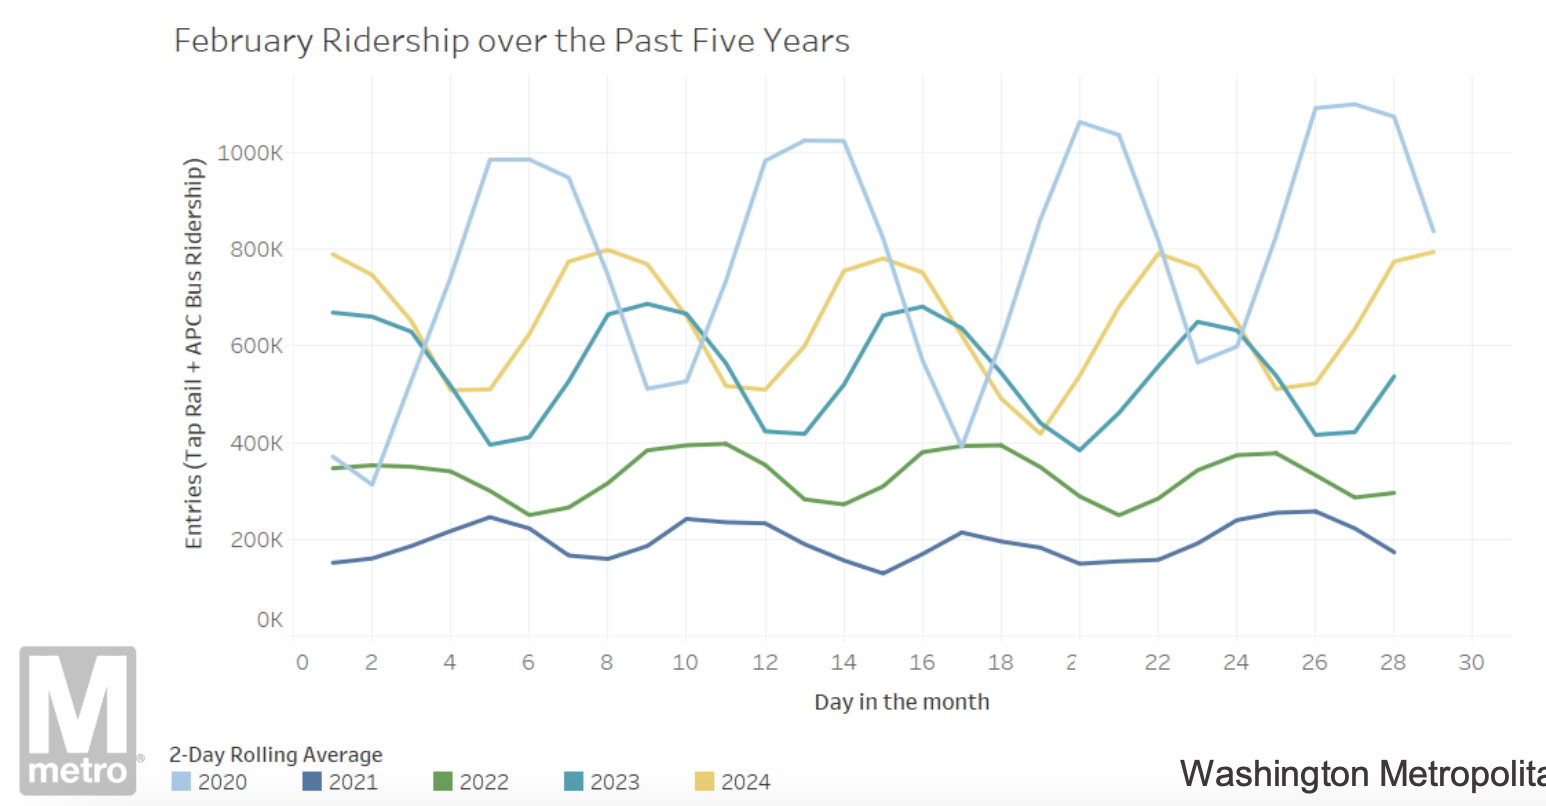 February Ridership over the Past Five Years
Entries (Tap Rail + APC Bus Ridership)
1000K
800K
600K
400K
200K
0K
0 2 4 6 8 10 12 14 16 18 2 22 24 26 28 30
Day in the month
M
metro®
2-Day Rolling Average
2020 2021 2022 2023 2024
Washington Metropolita